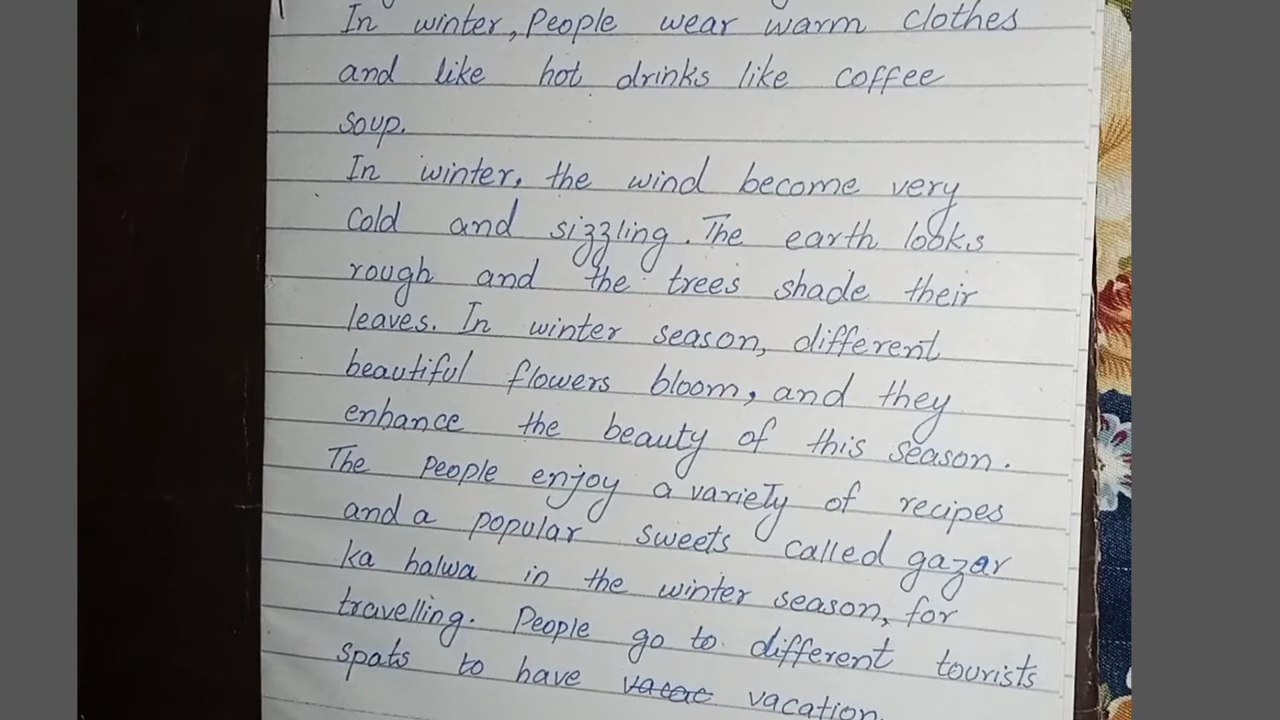 In winter, People wear warm clothes
and like hot drinks like coffee
soup.
In winter, the wind become very
cold and sizzling. The earth looks
rough and the trees shade their
leaves. In winter season, different
beautiful flowers bloom, and they
enhance the beauty of this season.
The People enjoy a variety of recipes
and a popular sweets called gazar
ka halwa in the winter season, for
travelling. People go to different tourists
spats to have vacation.